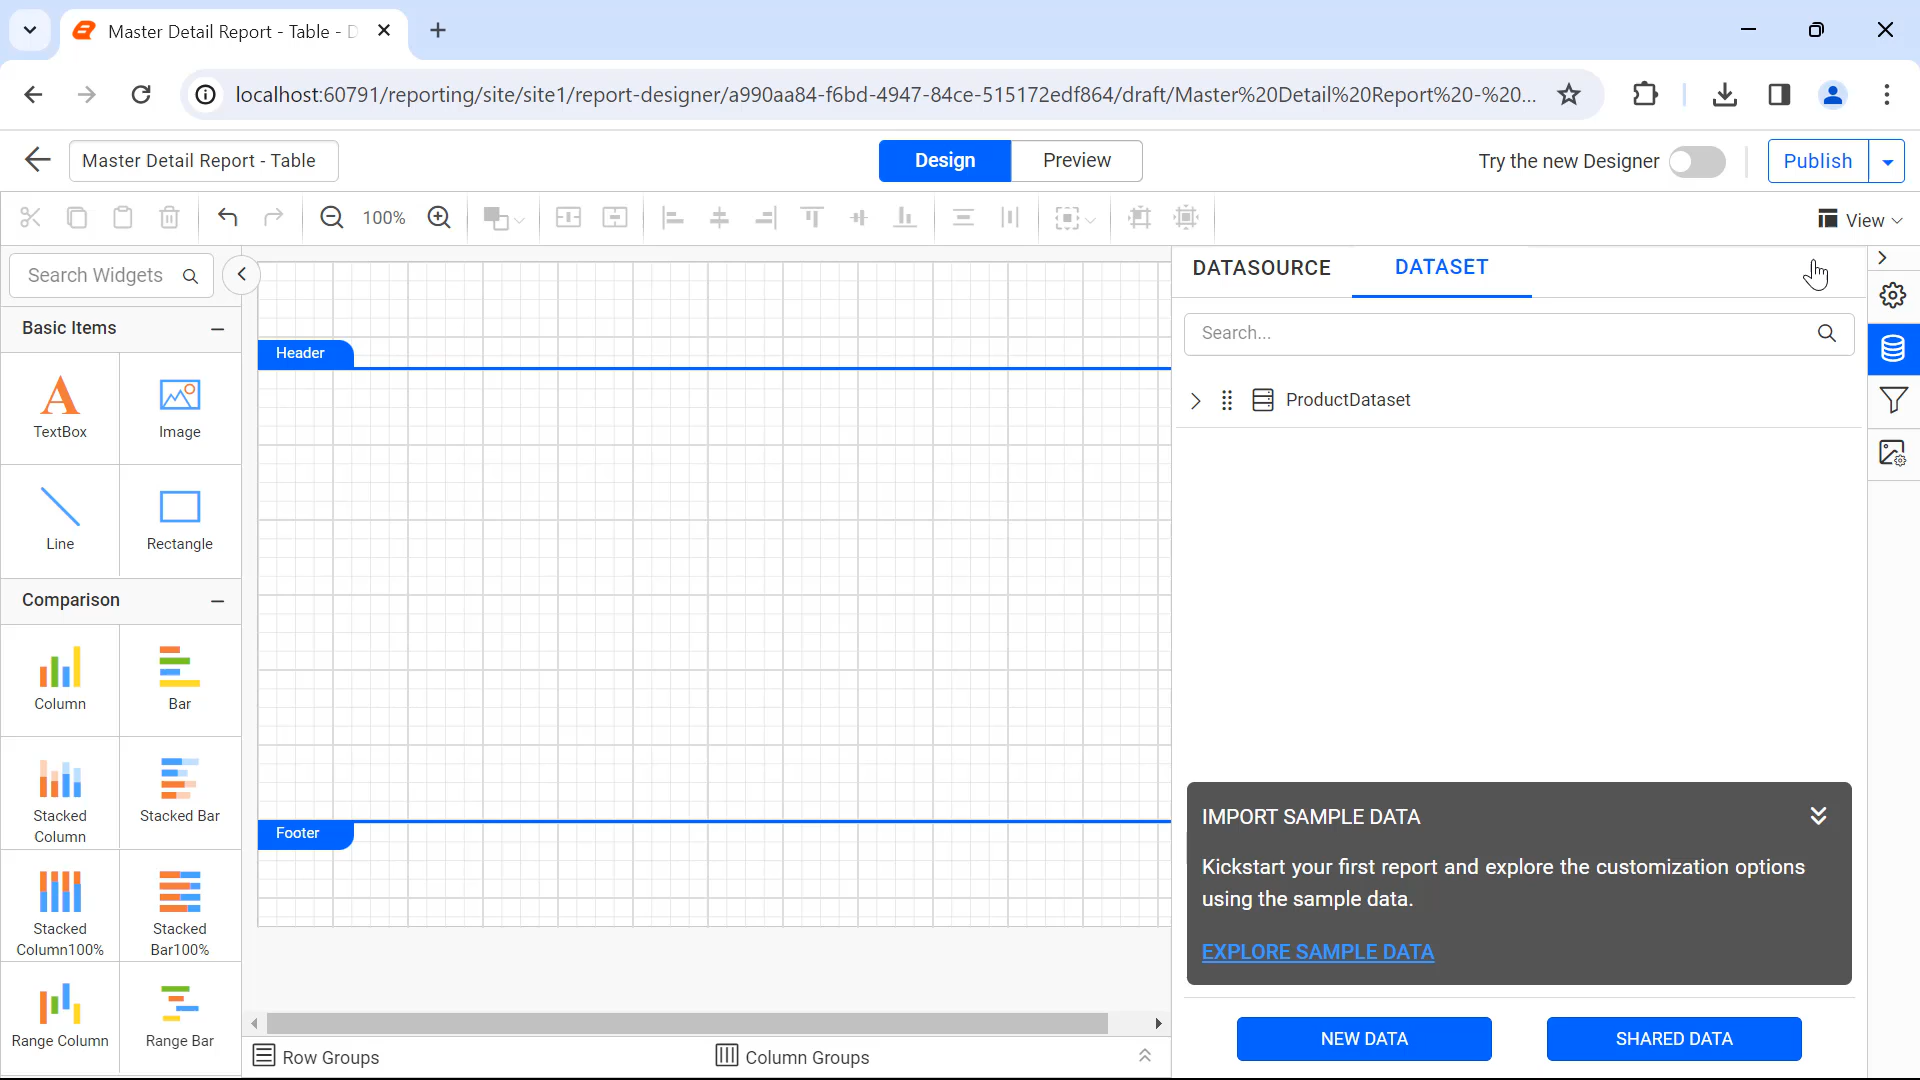 Master Detail Report - Table - D
localhost:60791/reporting/site/site1/report-designer/a990aa84-f6bd-4947-84ce-515172edf864/draft/Master%20Detail%20Report%20-%20...
Master Detail Report - Table
Design
Preview
Try the new Designer
Publish
100%
View
Search Widgets
Basic Items
TextBox
Image
Line
Rectangle
Comparison
Column
Bar
Stacked
Column
Stacked Bar
Stacked
Column100%
Stacked
Bar100%
Range Column
Range Bar
Header
Footer
Row Groups
Column Groups
DATASOURCE
DATASET
Search...
ProductDataset
IMPORT SAMPLE DATA
Kickstart your first report and explore the customization options
using the sample data.
EXPLORE SAMPLE DATA
NEW DATA
SHARED DATA